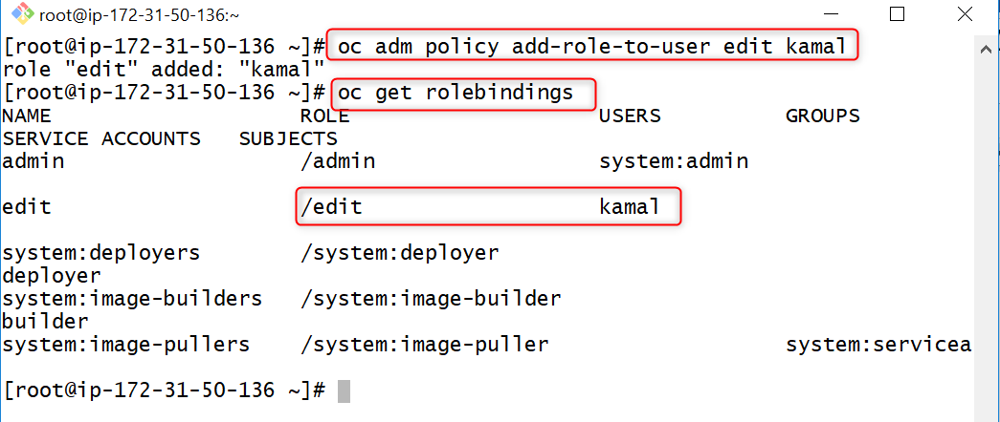 root@ip-172-31-50-136:~
[root@ip-172-31-50-136 ~]# oc adm policy add-role-to-user edit kamal
role "edit" added: "kamal"
[root@ip-172-31-50-136 ~]# oc get rolebindings
NAME                    ROLE                    USERS          GROUPS
SERVICE ACCOUNTS   SUBJECTS
admin                   /admin                  system:admin
edit                    /edit                   kamal
system:deployers        /system:deployer
deployer
system:image-builders   /system:image-builder
builder
system:image-pullers    /system:image-puller                   system:servicea
[root@ip-172-31-50-136 ~]#